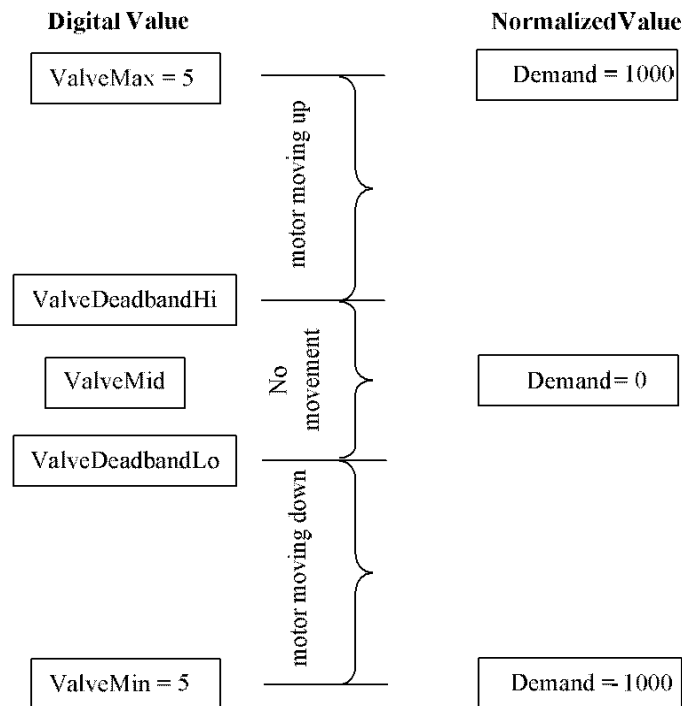 Digital Value
NormalizedValue
ValveMax = 5
Demand = 1000
motor moving up
ValveDeadbandHi
No
movement
ValveMid
Demand = 0
ValveDeadbandLo
motor moving down
ValveMin = 5
Demand = -1000